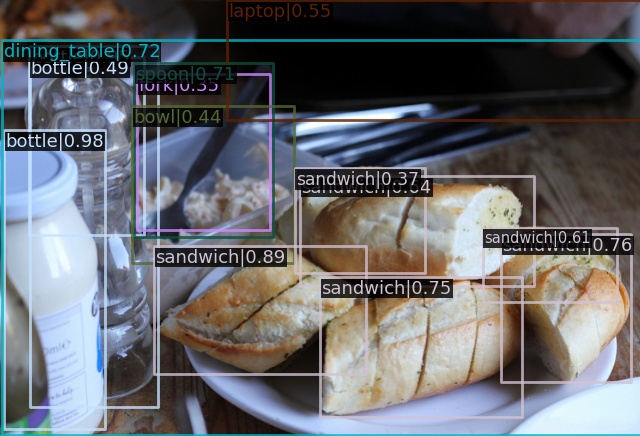 laptop|0.55
dining_table|0.72
bottle|0.49
spoon|0.71
fork|0.35
bowl|0.44
bottle|0.98
sandwich|0.37
sandwich|0.64
sandwich|0.61
sandwich|0.76
sandwich|0.89
sandwich|0.75